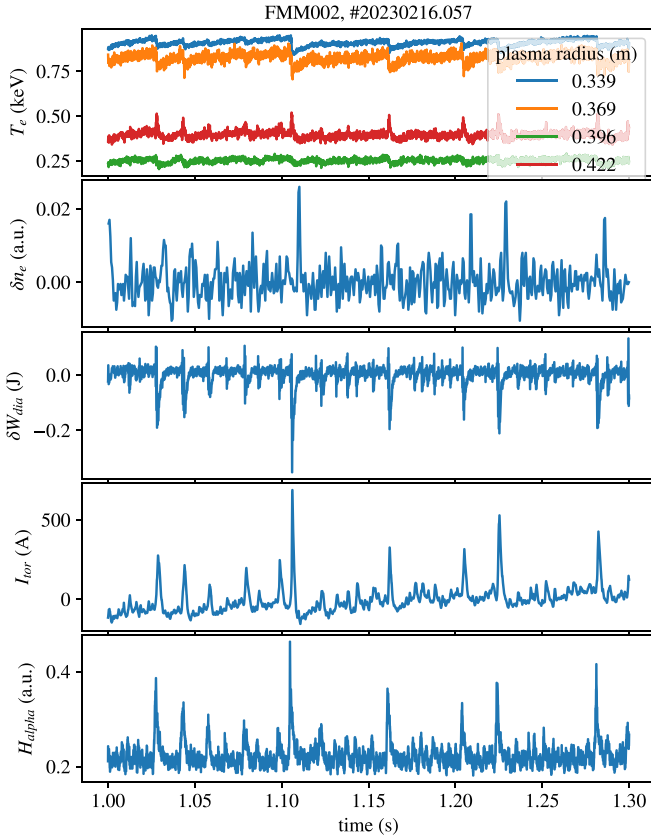 FMM002, #20230216.057
T_e (keV)
0.75
0.50
0.25
plasma radius (m)
0.339
0.369
0.396
0.422
δn_e (a.u.)
0.02
0.00
δW_dia (J)
0.0
−0.2
I_tor (A)
500
0
H_alpha (a.u.)
0.4
0.2
1.00 1.05 1.10 1.15 1.20 1.25 1.30
time (s)